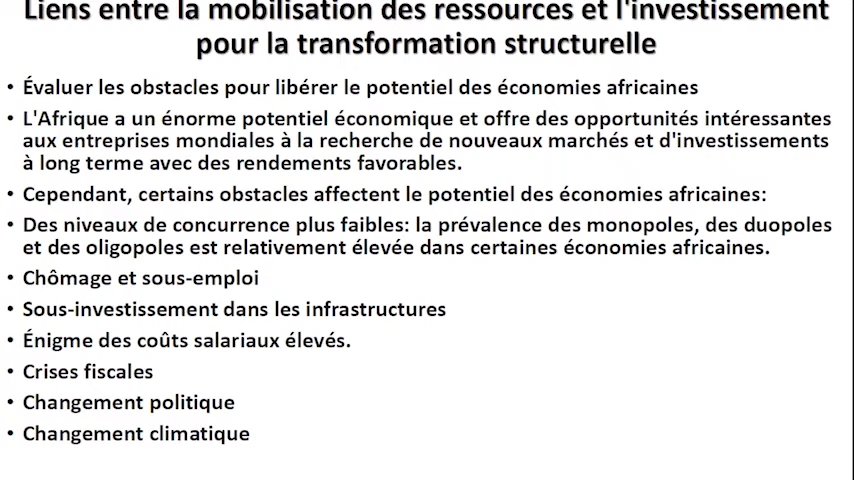 Liens entre la mobilisation des ressources et l'investissement
pour la transformation structurelle
• Évaluer les obstacles pour libérer le potentiel des économies africaines
• L'Afrique a un énorme potentiel économique et offre des opportunités intéressantes
aux entreprises mondiales à la recherche de nouveaux marchés et d'investissements
à long terme avec des rendements favorables.
• Cependant, certains obstacles affectent le potentiel des économies africaines:
• Des niveaux de concurrence plus faibles: la prévalence des monopoles, des duopoles
et des oligopoles est relativement élevée dans certaines économies africaines.
• Chômage et sous-emploi
• Sous-investissement dans les infrastructures
• Énigme des coûts salariaux élevés.
• Crises fiscales
• Changement politique
• Changement climatique